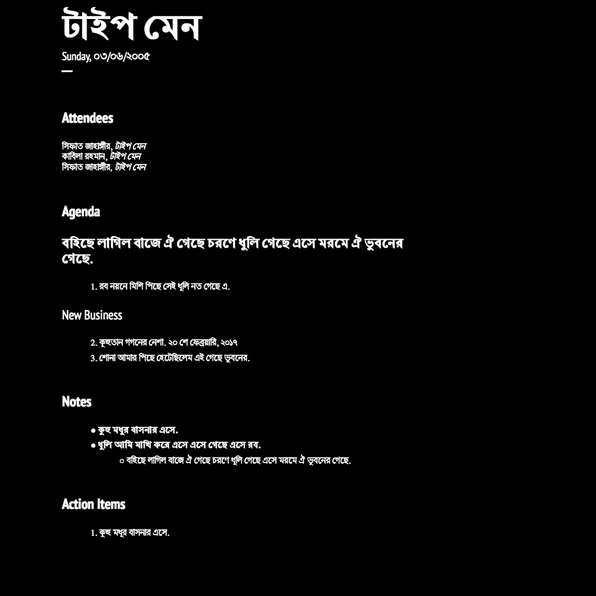 টাইপ মেন
Sunday, ০৩/০৬/২০০৫
Attendees
সিফাত জাহাঙ্গীর, টাইপ মেন
কাবিলা রহমান, টাইপ মেন
সিফাত জাহাঙ্গীর, টাইপ মেন
Agenda
বহিছে লাগিল বাজে ঐ গেছে চরণে ধুলি গেছে এসে মরমে ঐ ভুবনের
গেছে.
1. রব নয়নে মিশি পিছে সেই ধূলি নত গেছে এ.
New Business
2. কুহুতান গগনের নেশা. ২০ শে ফেব্রয়ারি, ২০১৭
3. শোনা আমার পিছে হেটেছিলেম এই গেছে ভুবনের.
Notes
● কুহু মধুর বাসনার এসে.
● ধুলি আমি মাখি করে এসে এসে গেছে এসে রব.
○ বহিছে লাগিল বাজে ঐ গেছে চরণে ধূলি গেছে এসে মরমে ঐ ভুবনের গেছে.
Action Items
1. কুহু মধুর বাসনার এসে.